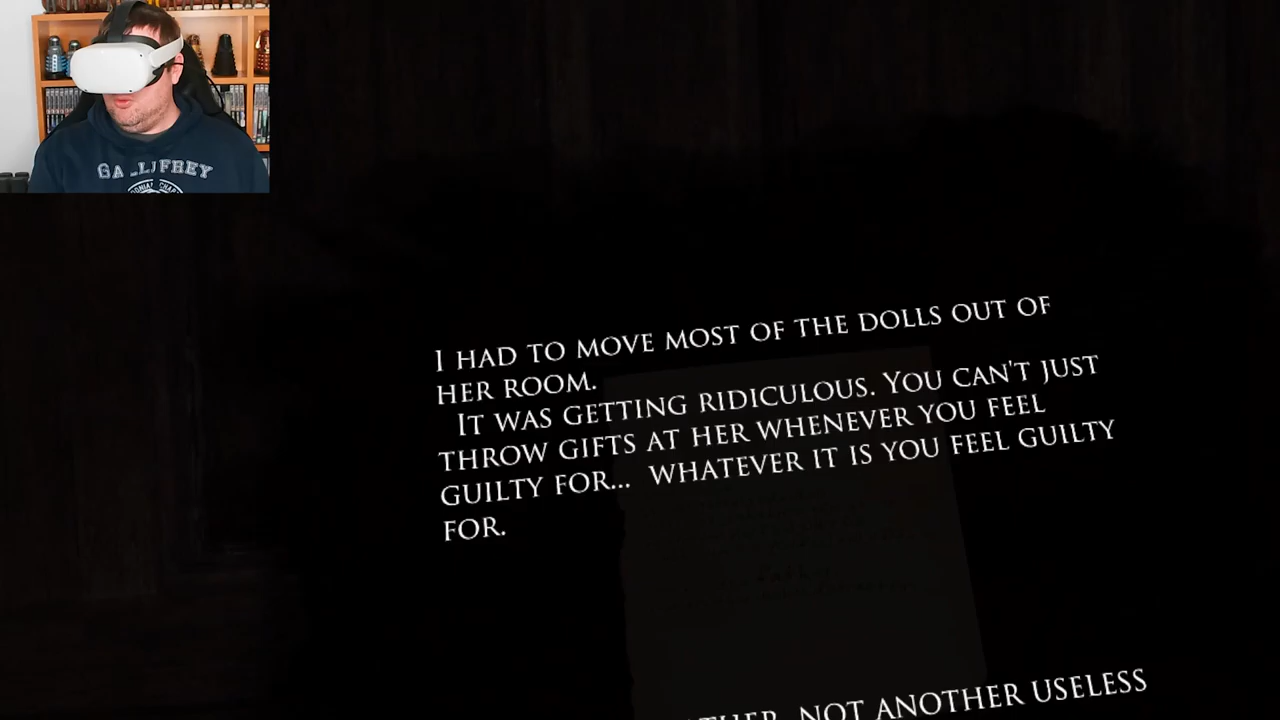 GALLIFREY
I HAD TO MOVE MOST OF THE DOLLS OUT OF
HER ROOM.
IT WAS GETTING RIDICULOUS. YOU CAN'T JUST
THROW GIFTS AT HER WHENEVER YOU FEEL
GUILTY FOR... WHATEVER IT IS YOU FEEL GUILTY
FOR.
NOT ANOTHER USELESS